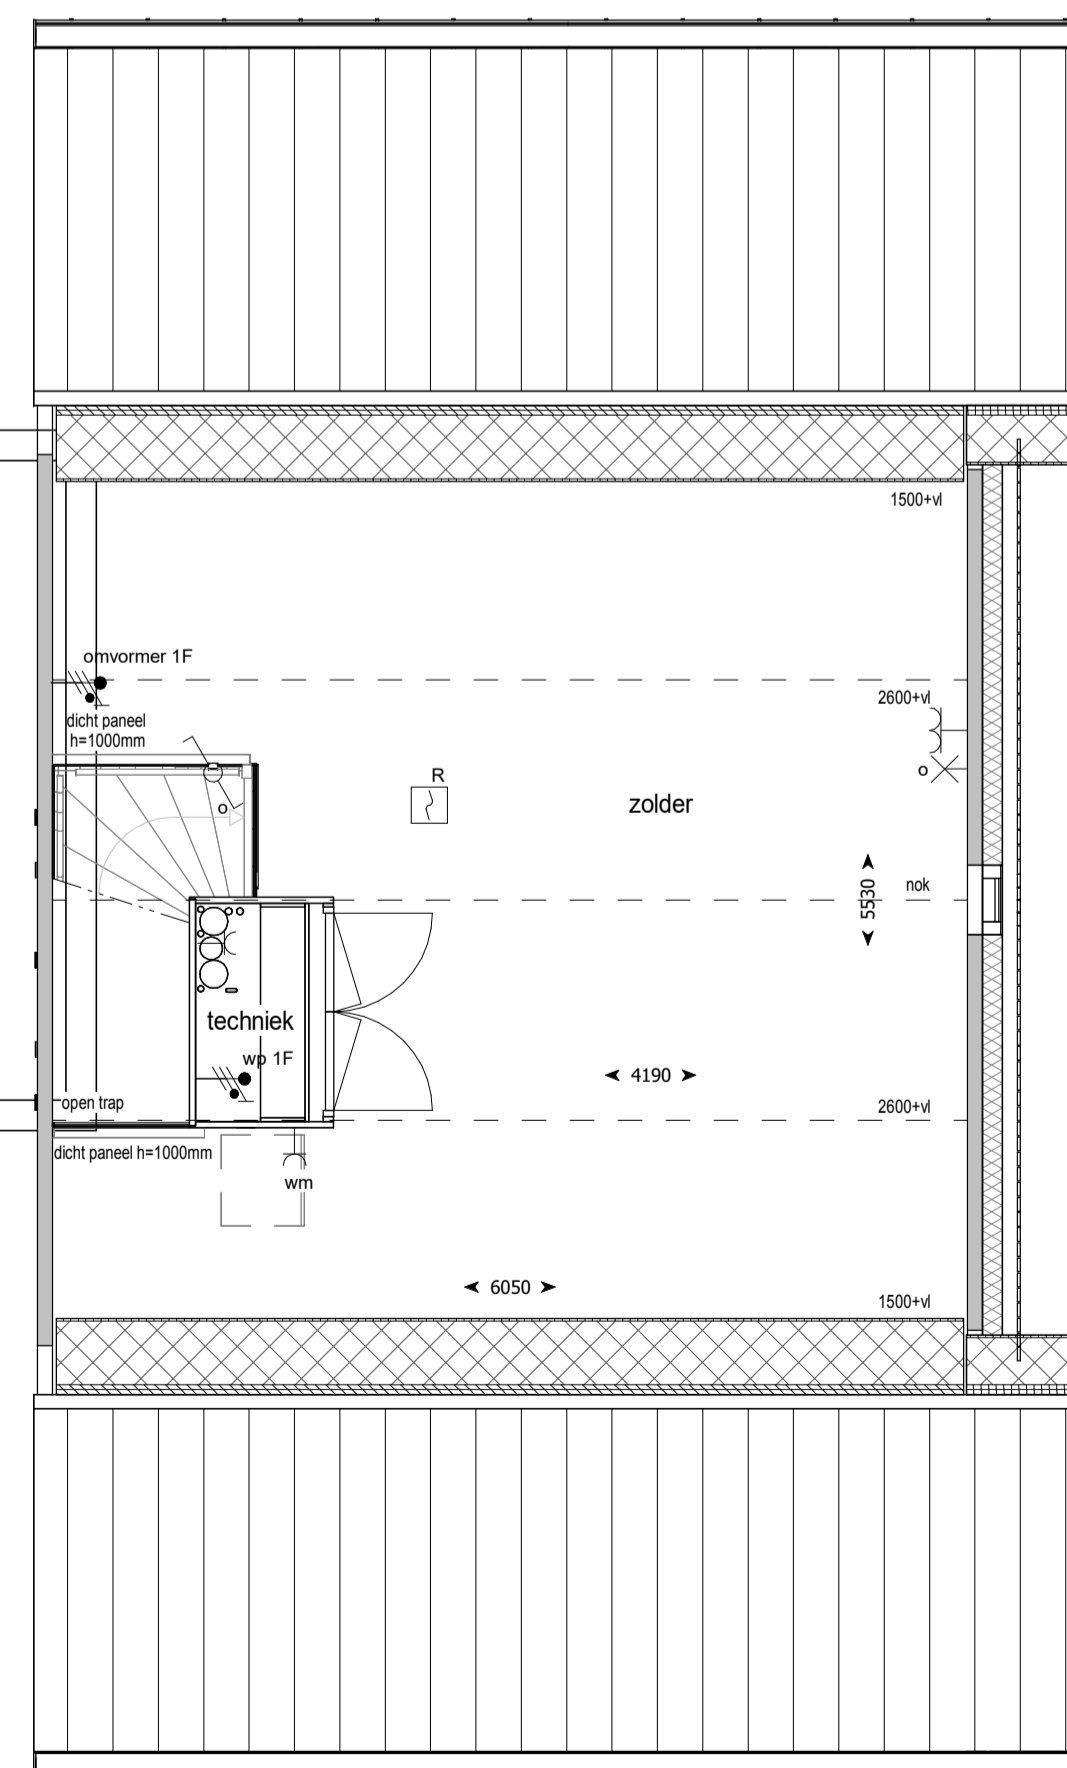 1500+vl
omvormer 1F
2600+vl
dicht paneel
h=1000mm
o
R
zolder
o
nok
5530
techniek
wp 1F
4190
open trap
2600+vl
dicht paneel h=1000mm
wm
6050
1500+vl